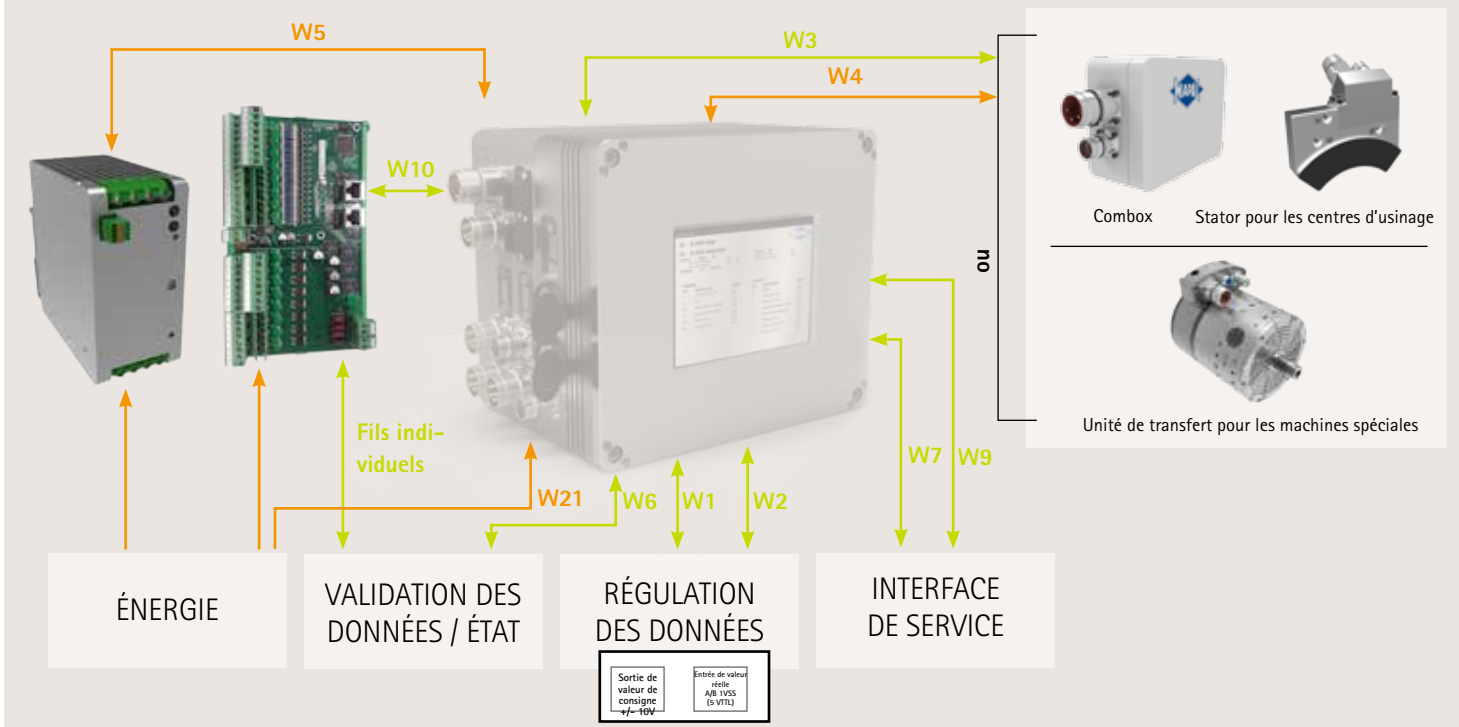 W5
W3
W4
W10
MAPAL
Combox
Stator pour les centres d'usinage
ou
Unité de transfert pour les machines spéciales
Fils indi-
viduels
W21
W6
W1
W2
W7
W9
ÉNERGIE
VALIDATION DES
DONNÉES / ÉTAT
RÉGULATION
DES DONNÉES
INTERFACE
DE SERVICE
Sortie de
valeur de
consigne
+/- 10V
Entrée de valeur
réelle
A/B 1VSS
(5 VTTL)